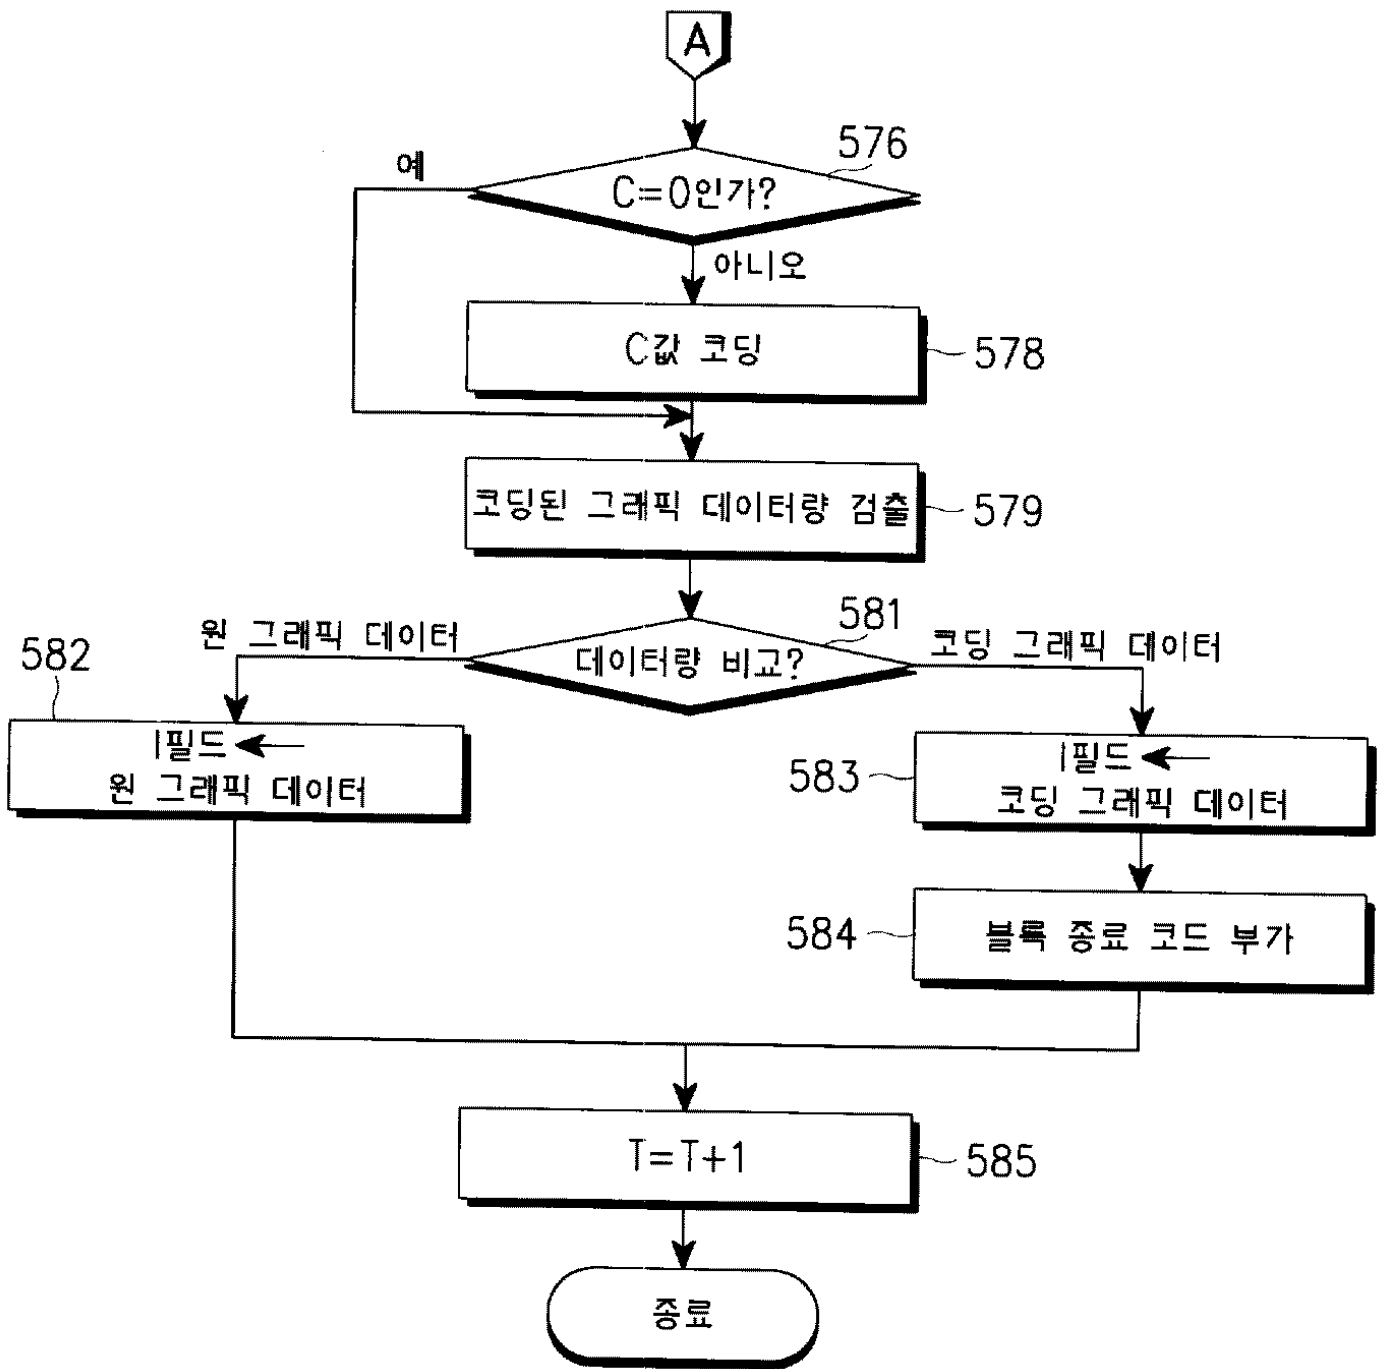 A
576
예
C=0인가?
아니오
C값 코딩
578
코딩된 그래픽 데이터량 검출
579
581
원 그래픽 데이터
코딩 그래픽 데이터
582
데이터량 비교?
I필드
원 그래픽 데이터
583
I필드
코딩 그래픽 데이터
584
블록 종료 코드 부가
T=T+1
585
종료